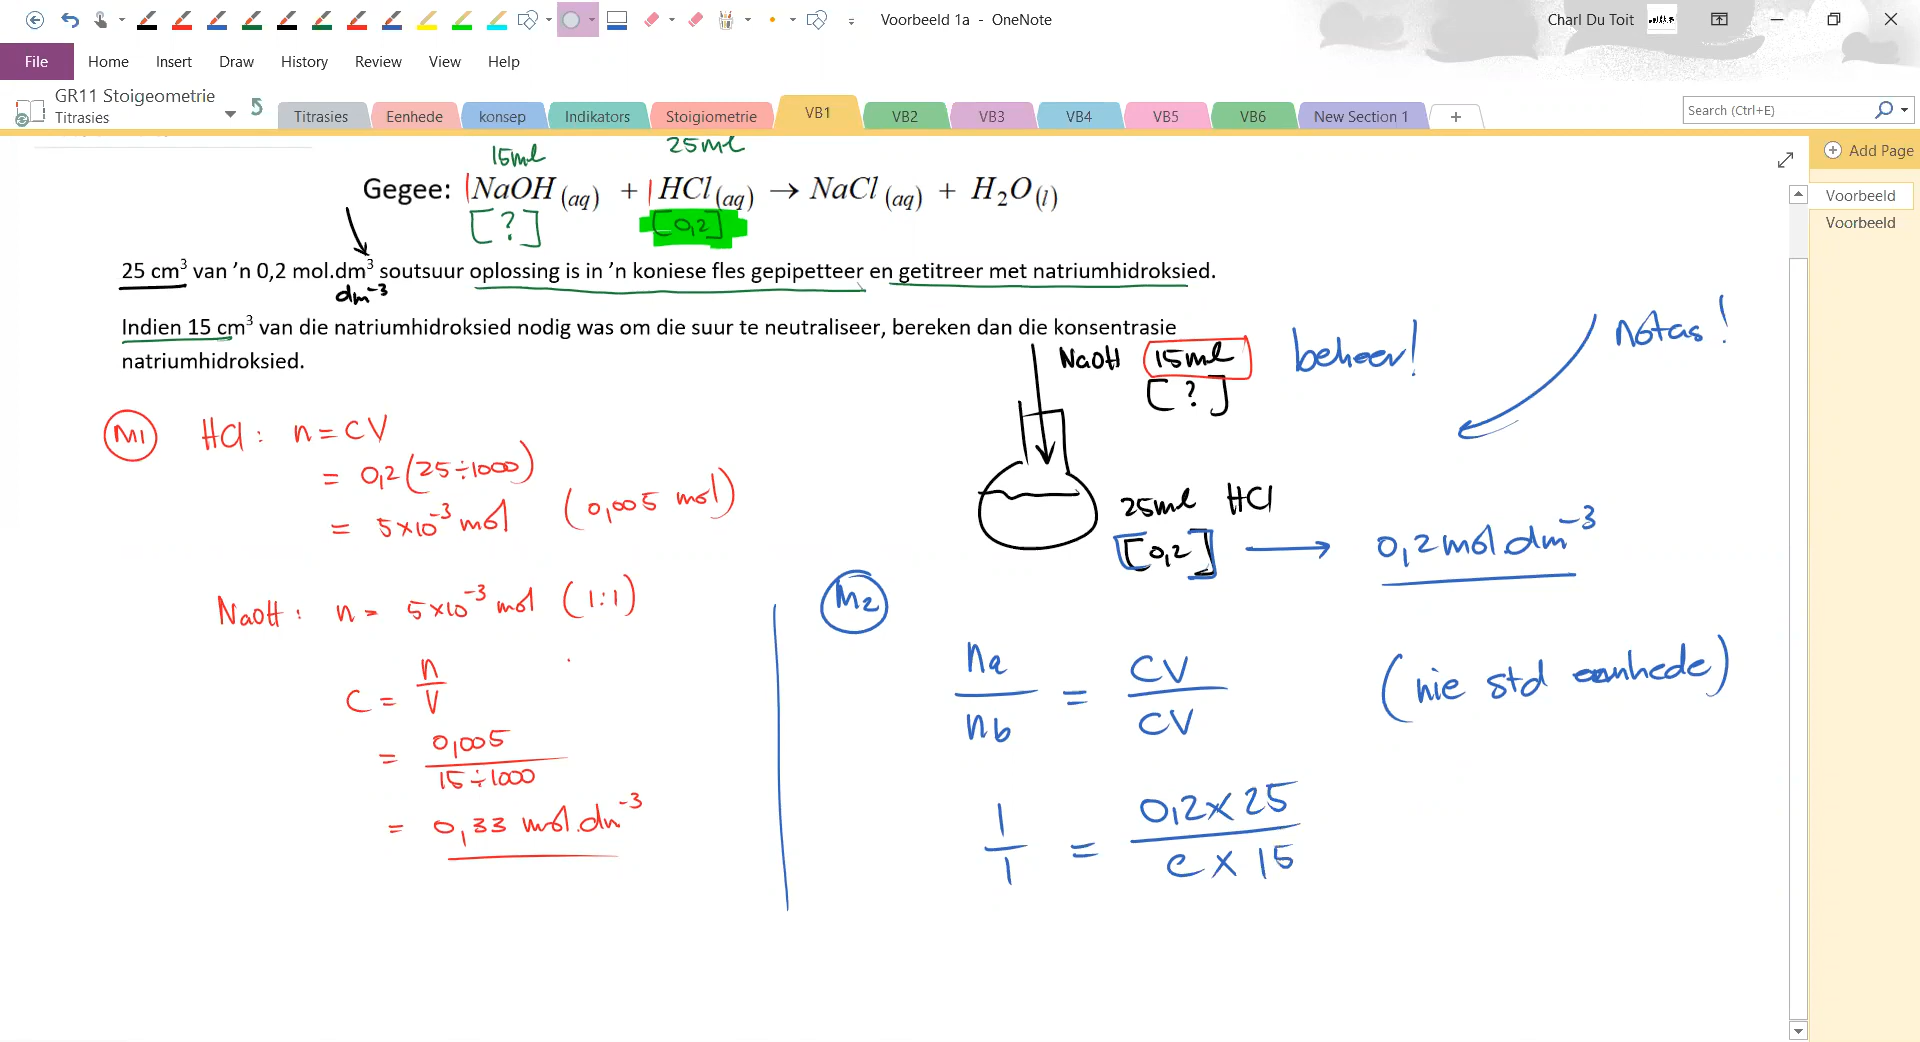 Voorbeeld 1a - OneNote
Charl Du Toit
File Home Insert Draw History Review View Help
GR11 Stoigeometrie
Titrasies
Titrasies Eenhede konsep Indikators Stoigiometrie VB1 VB2 VB3 VB4 VB5 VB6 New Section 1 +
Search (Ctrl+E)
Add Page
Voorbeeld
Voorbeeld
15ml 25ml
Gegee: 1NaOH(aq) + 1HCl(aq) → NaCl(aq) + H₂O(l)
[?] [0,2]
25 cm³ van 'n 0,2 mol.dm³ soutsuur oplossing is in 'n koniese fles gepipetteer en getitreer met natriumhidroksied.
dm⁻³
Indien 15 cm³ van die natriumhidroksied nodig was om die suur te neutraliseer, bereken dan die konsentrasie
natriumhidroksied.
NaOH 15ml
[?]
beheer!
notas!
25ml HCl
[0,2] → 0,2 mol.dm⁻³
M1 HCl: n = CV
= 0,2(25÷1000)
= 5×10⁻³ mol (0,005 mol)
NaOH: n = 5×10⁻³ mol (1:1)
C = n/V
= 0,005/15÷1000
= 0,33 mol.dm⁻³
M2
na/nb = CV/CV (nie std eenhede)
1/1 = 0,2×25/C×15